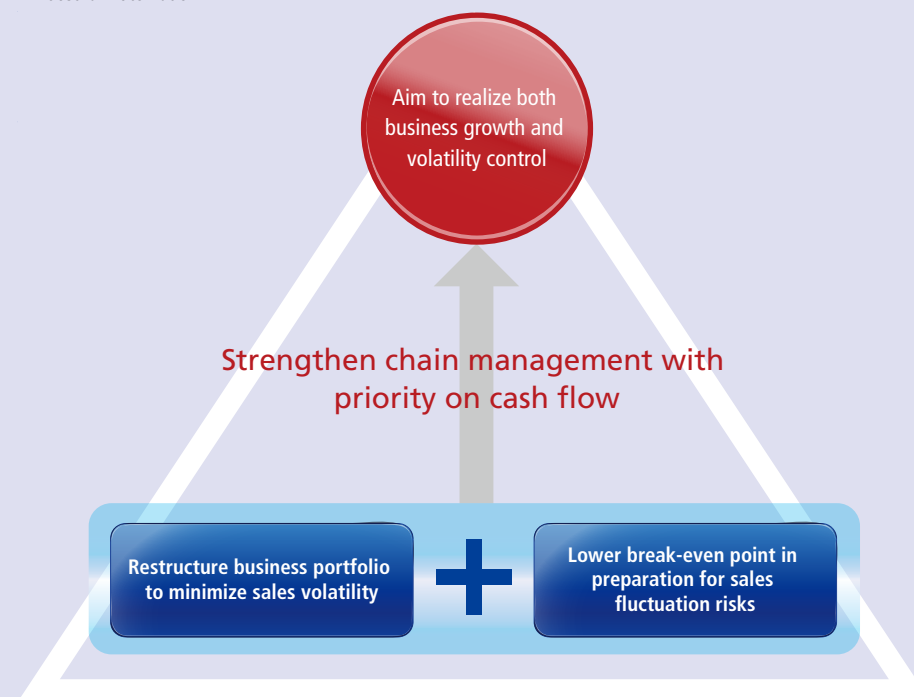 Aim to realize both
business growth and
volatility control
Strengthen chain management with
priority on cash flow
Restructure business portfolio
to minimize sales volatility
Lower break-even point in
preparation for sales
fluctuation risks